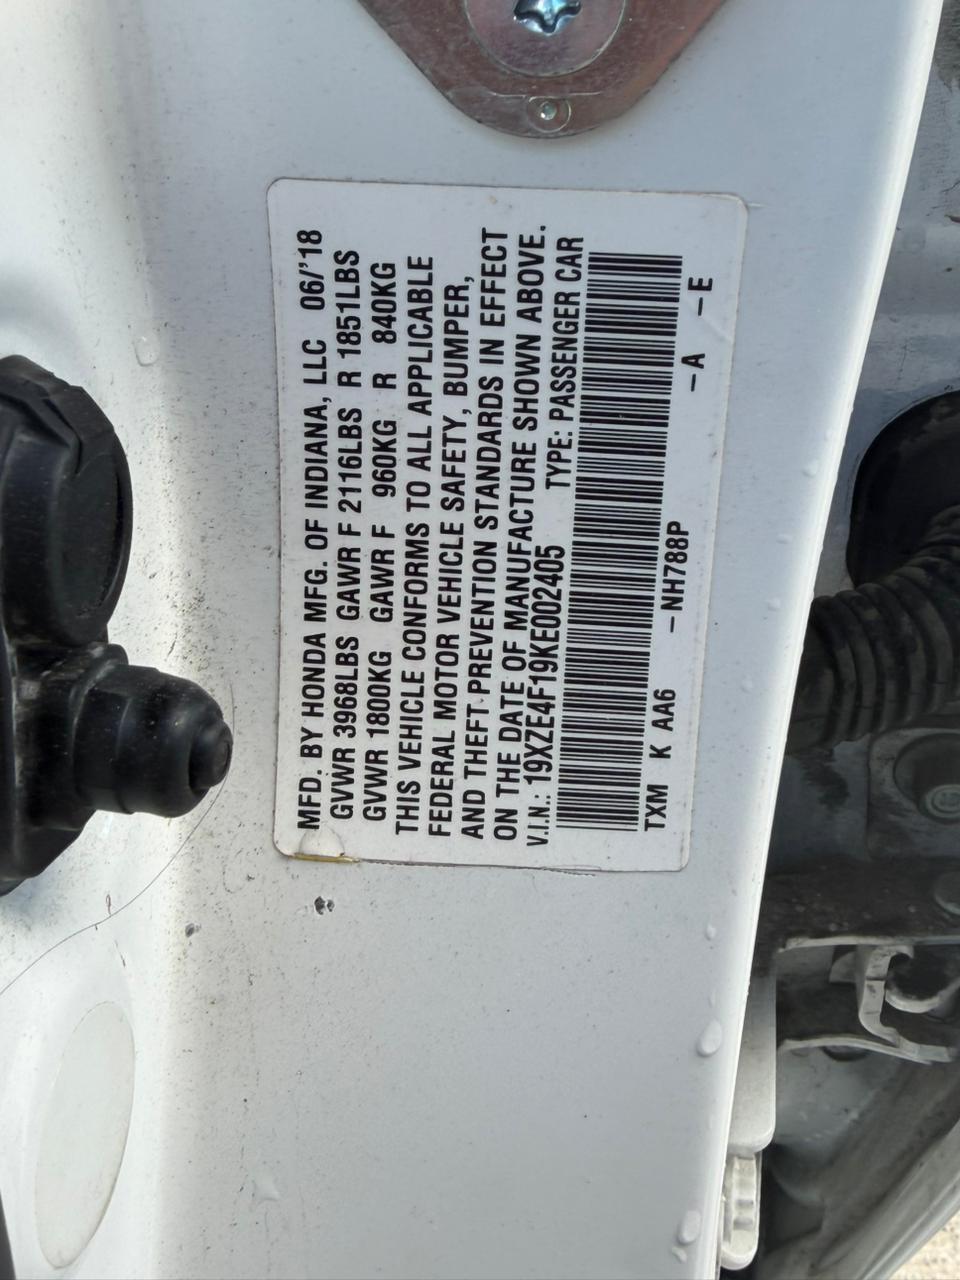 MFD. BY HONDA MFG. OF INDIANA, LLC 06/'18
GVWR 3968LBS GAWR F 2116LBS R 1851LBS
GVWR 1800KG GAWR F 960KG R 840KG
THIS VEHICLE CONFORMS TO ALL APPLICABLE
FEDERAL MOTOR VEHICLE SAFETY, BUMPER,
AND THEFT PREVENTION STANDARDS IN EFFECT
ON THE DATE OF MANUFACTURE SHOWN ABOVE.
V.I.N.: 19XZE4F19KE002405 TYPE: PASSENGER CAR
TXM K AA6 –NH788P –A –E